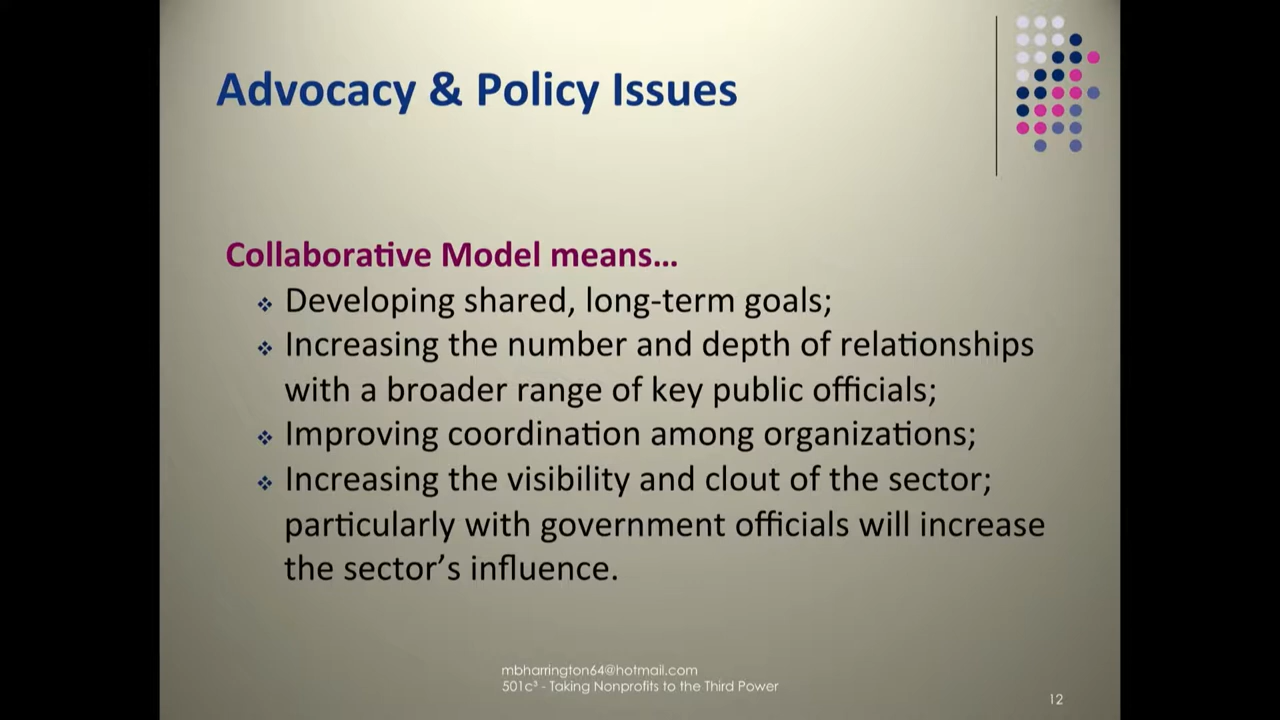 Advocacy & Policy Issues
Collaborative Model means…
❖ Developing shared, long-term goals;
❖ Increasing the number and depth of relationships
with a broader range of key public officials;
❖ Improving coordination among organizations;
❖ Increasing the visibility and clout of the sector;
particularly with government officials will increase
the sector’s influence.
mbharrington64@hotmail.com
501c³ - Taking Nonprofits to the Third Power
12